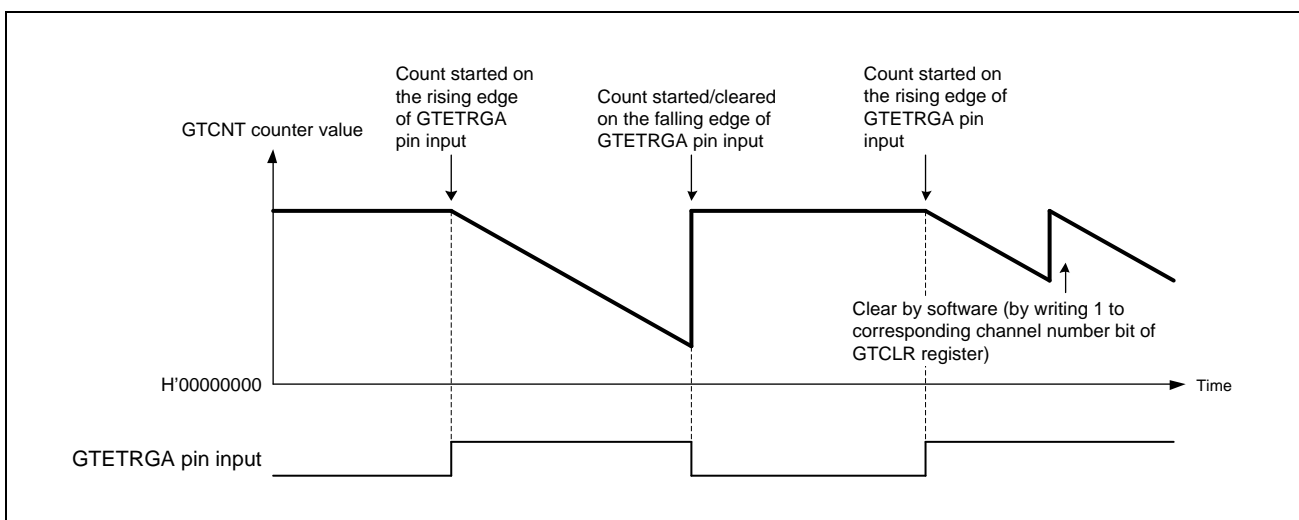 Count started on
the rising edge
of GTETRGA
pin input
Count started/cleared
on the falling edge of
GTETRGA pin input
Count started on
the rising edge of
GTETRGA pin
input
GTCNT counter value
Clear by software (by writing 1 to
corresponding channel number bit of
GTCLR register)
H'00000000
Time
GTETRGA pin input